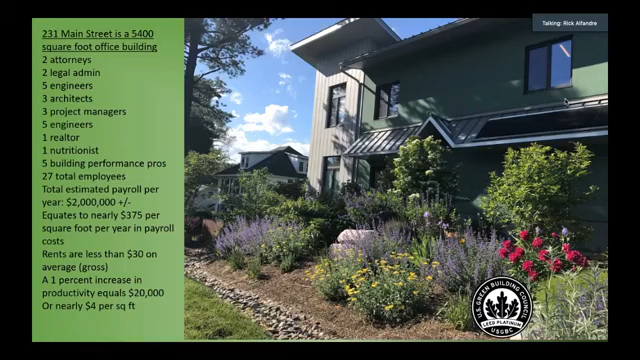 Talking: Rick Alfandre
231 Main Street is a 5400
square foot office building
2 attorneys
2 legal admin
5 engineers
3 architects
3 project managers
5 engineers
1 realtor
1 nutritionist
5 building performance pros
27 total employees
Total estimated payroll per
year: $2,000,000 +/-
Equates to nearly $375 per
square foot per year in payroll
costs
Rents are less than $30 on
average (gross)
A 1 percent increase in
productivity equals $20,000
Or nearly $4 per sq ft
U.S. GREEN BUILDING COUNCIL
LEED PLATINUM
USGBC